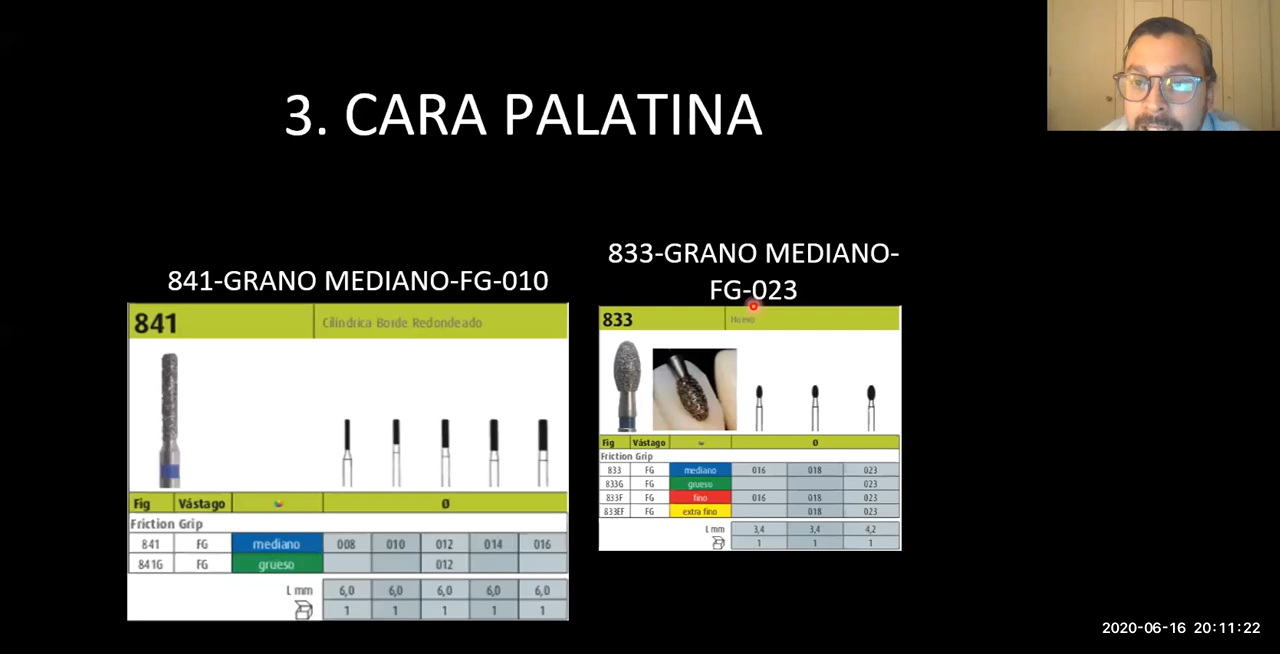 3. CARA PALATINA
841-GRANO MEDIANO-FG-010
841 Cilíndrica Borde Redondeado
Fig Vástago Ø
Friction Grip
841 FG mediano 008 010 012 014 016
841G FG grueso 012
L mm 6,0 6,0 6,0 6,0 6,0
1 1 1 1 1
833-GRANO MEDIANO-
FG-023
833 Huevo
Fig Vástago Ø
Friction Grip
833 FG mediano 016 018 023
833G FG grueso 023
833F FG fino 016 018 023
833EF FG extra fino 018 023
L mm 3,4 3,4 4,2
1 1 1
2020-06-16 20:11:22